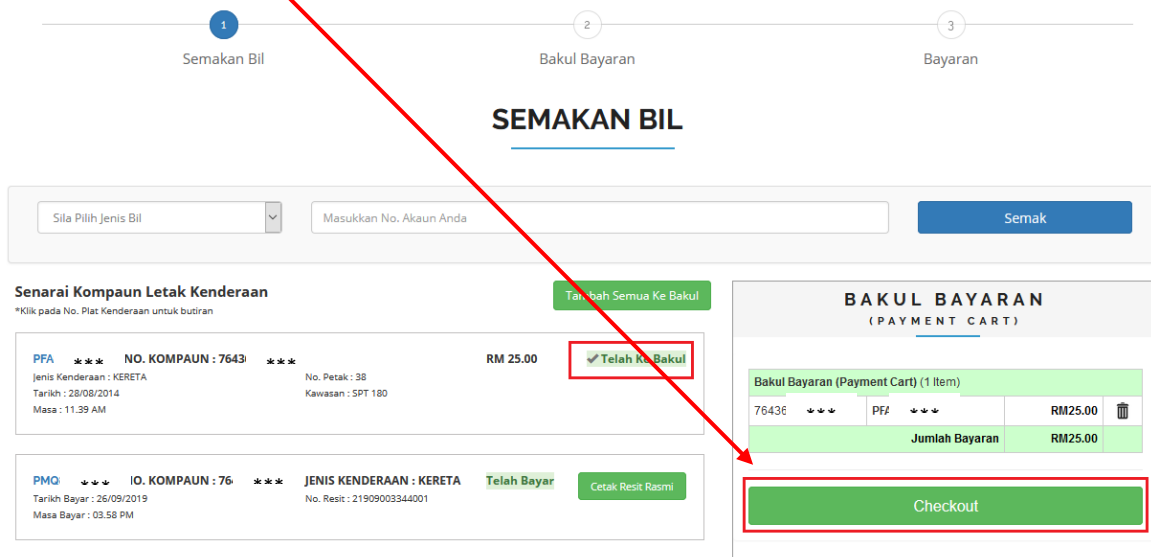 1
2
3
Semakan Bil
Bakul Bayaran
Bayaran
SEMAKAN BIL
Sila Pilih Jenis Bil
Masukkan No. Akaun Anda
Semak
Senarai Kompaun Letak Kenderaan
*Klik pada No. Plat Kenderaan untuk butiran
Tambah Semua Ke Bakul
PFA *** NO. KOMPAUN : 7643 ***
RM 25.00
✔ Telah Ke Bakul
Jenis Kenderaan : KERETA
No. Petak : 38
Tarikh : 28/08/2014
Kawasan : SPT 180
Masa : 11.39 AM
PMQ *** O. KOMPAUN : 76 *** JENIS KENDERAAN : KERETA
Telah Bayar
Cetak Resit Rasmi
Tarikh Bayar : 26/09/2019
No. Resit : 21909003344001
Masa Bayar : 03.58 PM
BAKUL BAYARAN
(PAYMENT CART)
Bakul Bayaran (Payment Cart) (1 Item)
76436 *** PFA *** RM25.00
Jumlah Bayaran RM25.00
Checkout